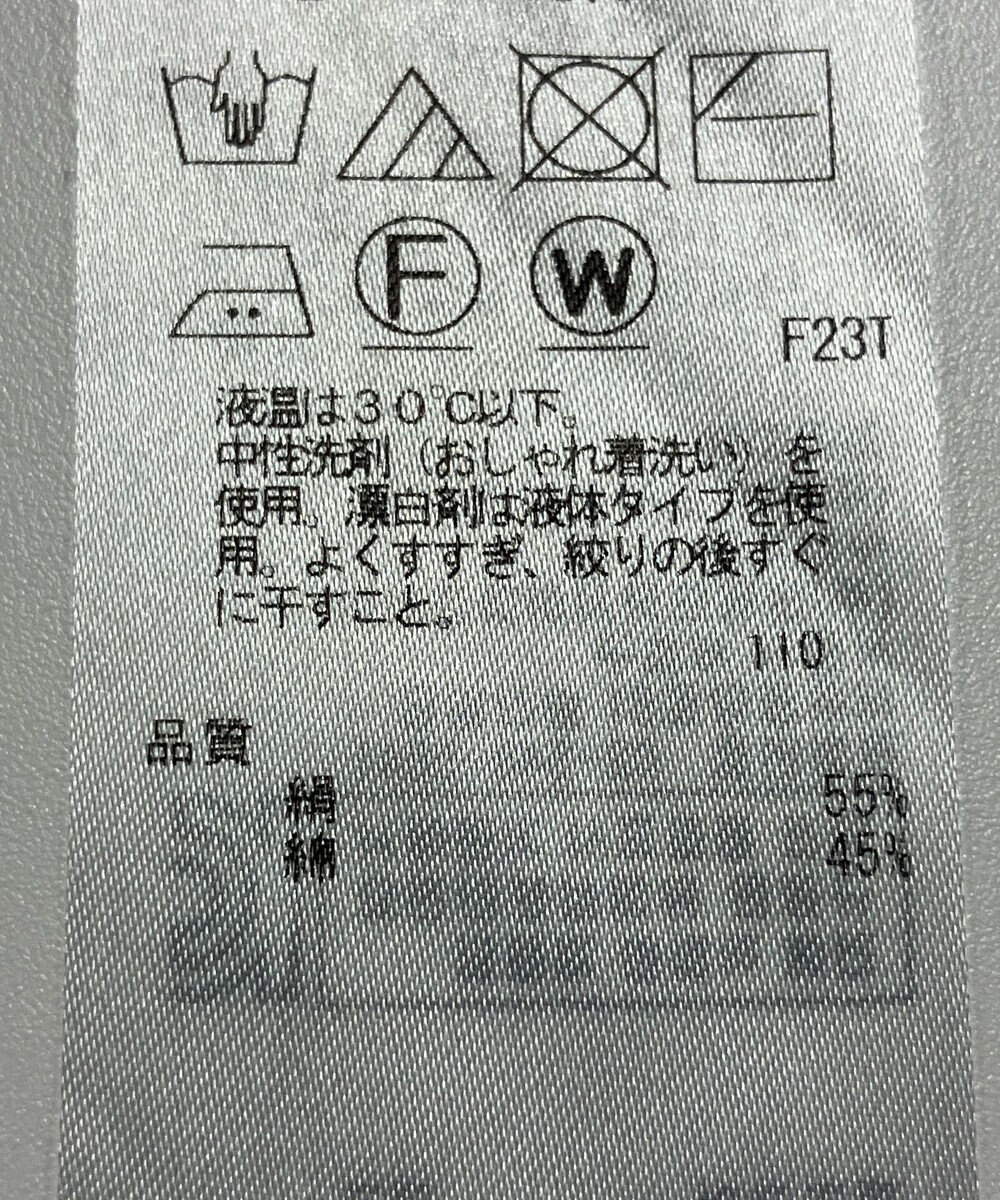 F
W
F23T
液温は30℃以下。
中性洗剤(おしゃれ着洗い)を
使用。漂白剤は液体タイプを使
用。よくすすぎ、絞りの後すぐ
に干すこと。
110
品質
絹 55%
綿 45%